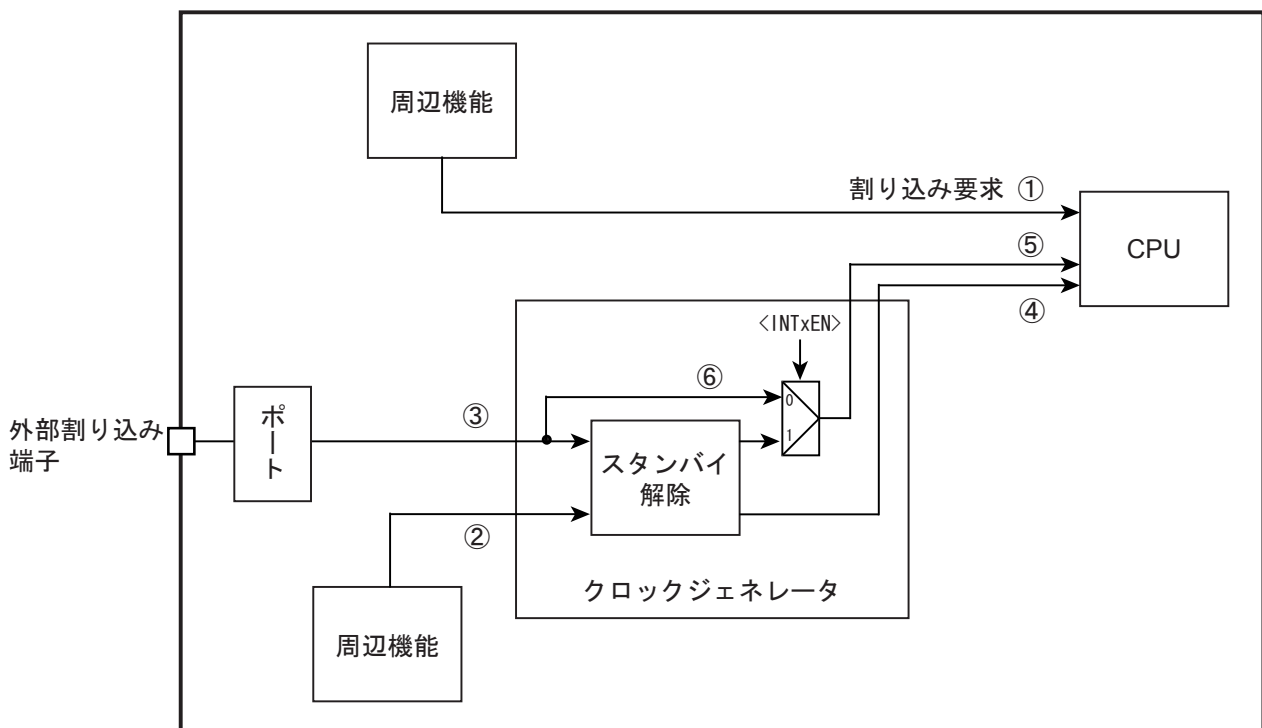 周辺機能
割り込み要求 ①
CPU
⑤
④
<INTxEN>
⑥
0
1
外部割り込み
端子
ポート
③
スタンバイ
解除
②
クロックジェネレータ
周辺機能